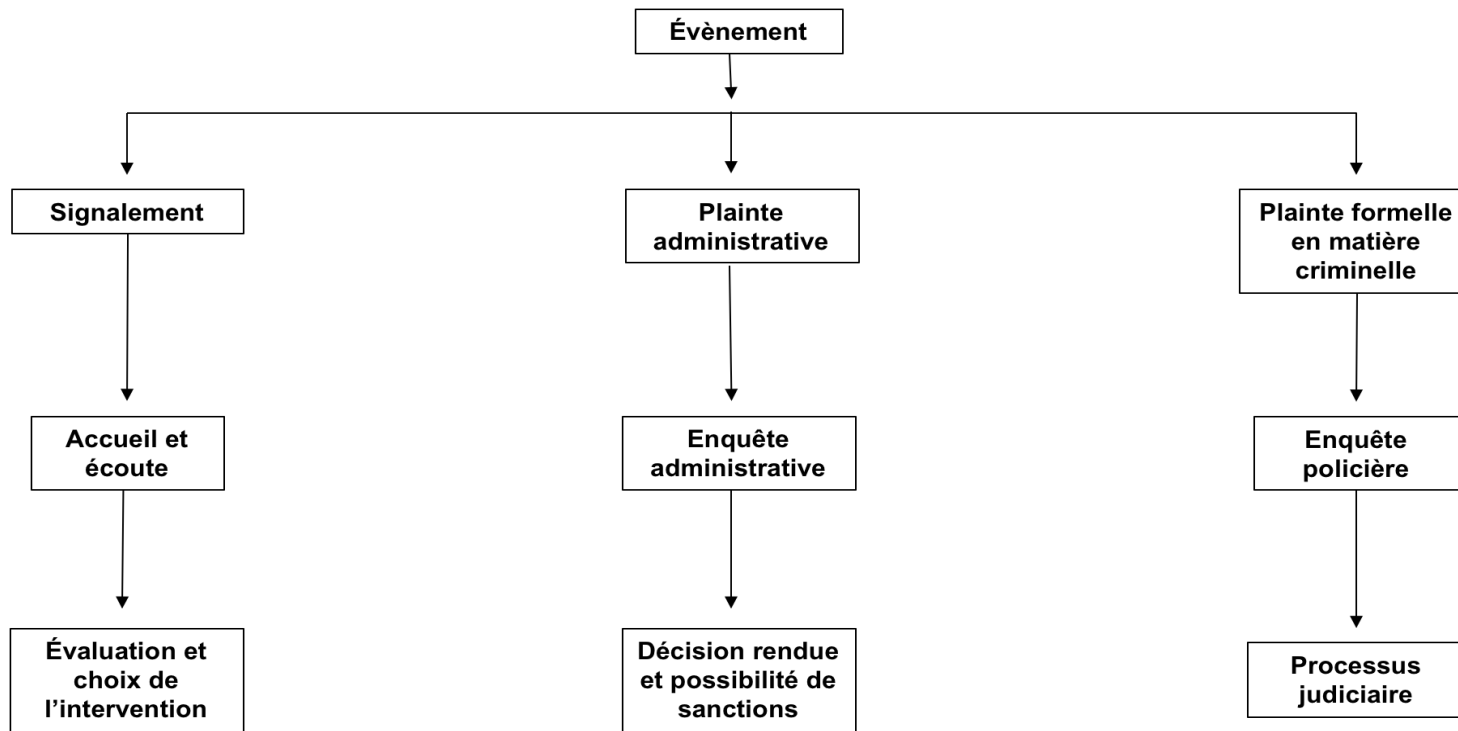 Évènement
Signalement
Plainte
administrative
Plainte formelle
en matière
criminelle
Accueil et
écoute
Enquête
administrative
Enquête
policière
Évaluation et
choix de
l’intervention
Décision rendue
et possibilité de
sanctions
Processus
judiciaire